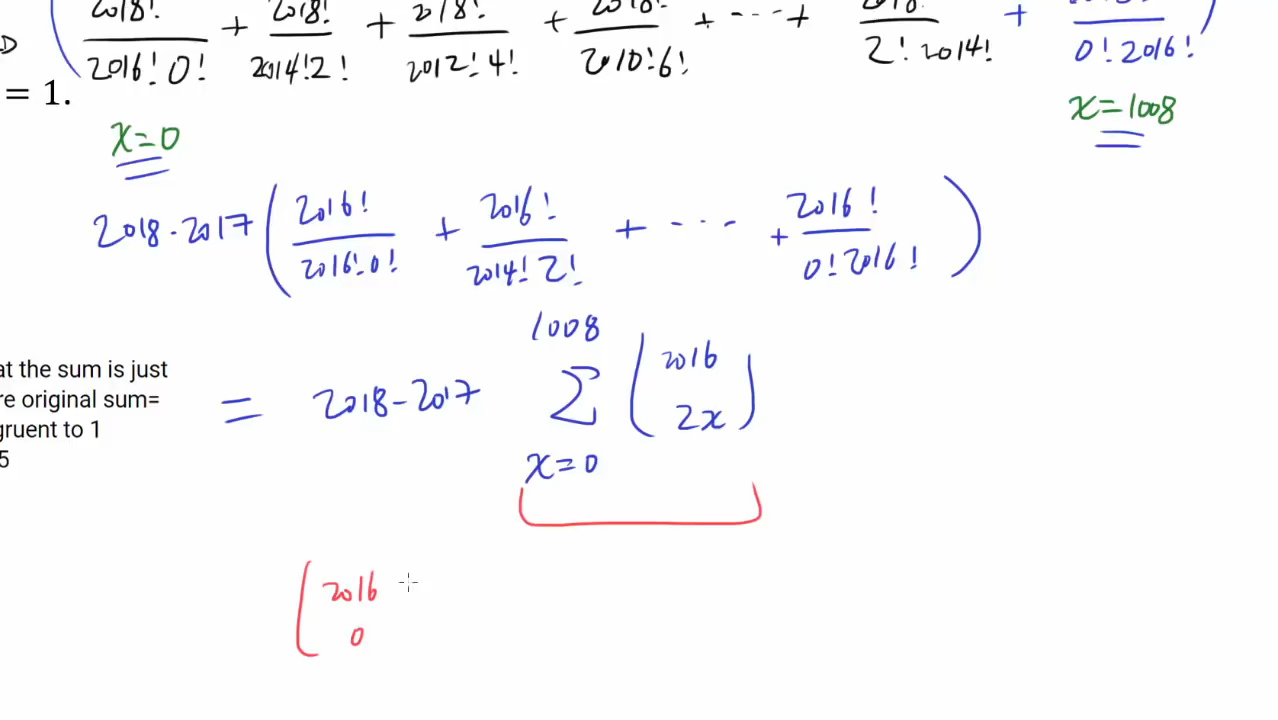 2018! / 2016! 0! + 2018! / 2014! 2! + 2018! / 2012! 4! + 2018! / 2010! 6! + ... + 2018! / 2! 2014! + 2018! / 0! 2016!
= 1.
x=0
x=1008
2018·2017 ( 2016! / 2016! 0! + 2016! / 2014! 2! + ... + 2016! / 0! 2016! )
at the sum is just
re original sum=
gruent to 1
5
= 2018-2017 Σ 1008 x=0 ( 2016 2x )
( 2016
0